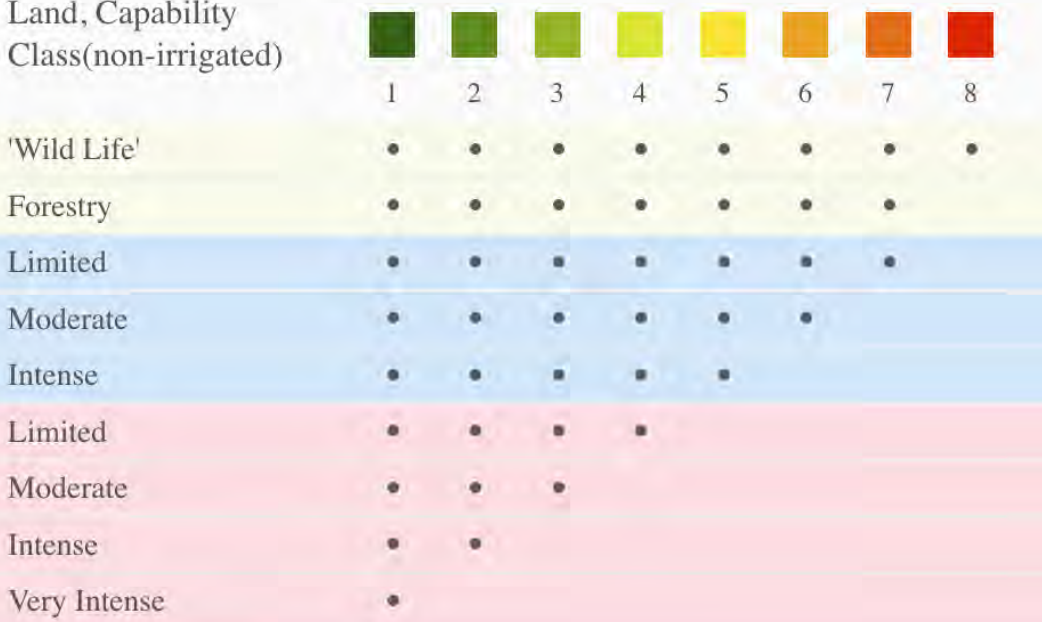 Land, Capability
Class(non-irrigated)
1 2 3 4 5 6 7 8
'Wild Life' • • • • • • • •
Forestry • • • • • • •
Limited • • • • • • •
Moderate • • • • • •
Intense • • • • •
Limited • • • •
Moderate • • •
Intense • •
Very Intense •